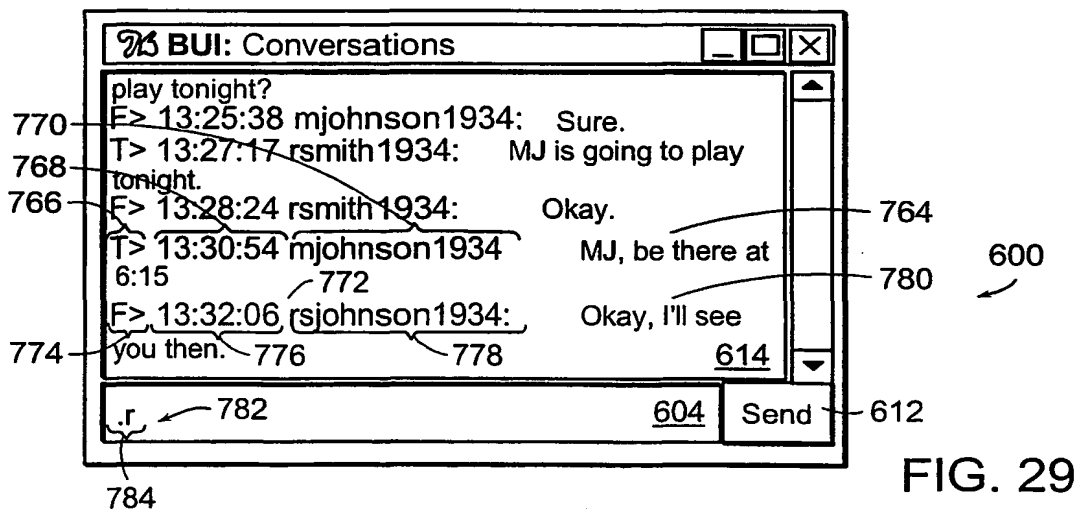 BUI: Conversations
play tonight?
770 F> 13:25:38 mjohnson1934: Sure.
T> 13:27:17 rsmith1934: MJ is going to play
768 tonight.
766 F> 13:28:24 rsmith1934: Okay. 764
T> 13:30:54 mjohnson1934 MJ, be there at 600
6:15 772 780
F> 13:32:06 rsjohnson1934: Okay, I'll see
774 you then. 776 778 614
.r 782 604 Send 612
784
FIG. 29